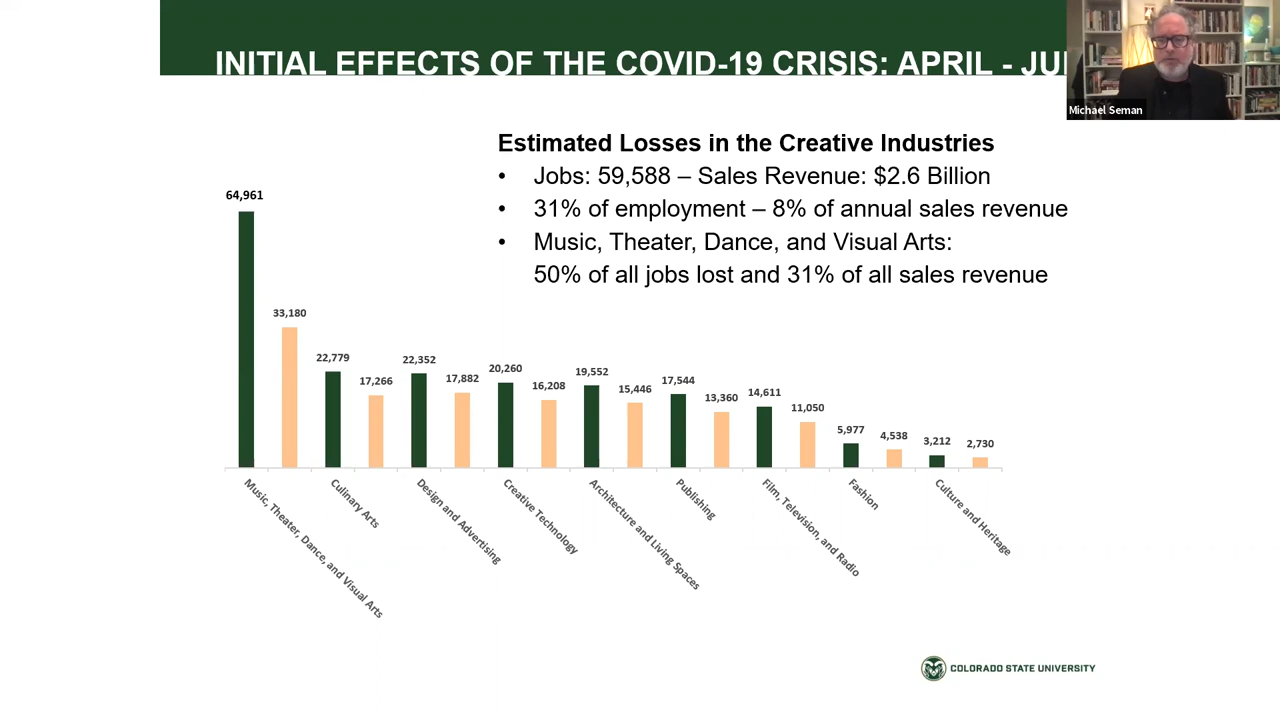 INITIAL EFFECTS OF THE COVID-19 CRISIS: APRIL -
Michael Seman
Estimated Losses in the Creative Industries
• Jobs: 59,588 – Sales Revenue: $2.6 Billion
• 31% of employment – 8% of annual sales revenue
• Music, Theater, Dance, and Visual Arts:
50% of all jobs lost and 31% of all sales revenue
64,961
33,180
22,779
17,266
22,352
17,882
20,260
16,208
19,552
15,446
17,544
13,360
14,611
11,050
5,977
4,538
3,212
2,730
Music, Theater, Dance, and Visual Arts
Culinary Arts
Design and Advertising
Creative Technology
Architecture and Living Spaces
Publishing
Film, Television, and Radio
Fashion
Culture and Heritage
COLORADO STATE UNIVERSITY